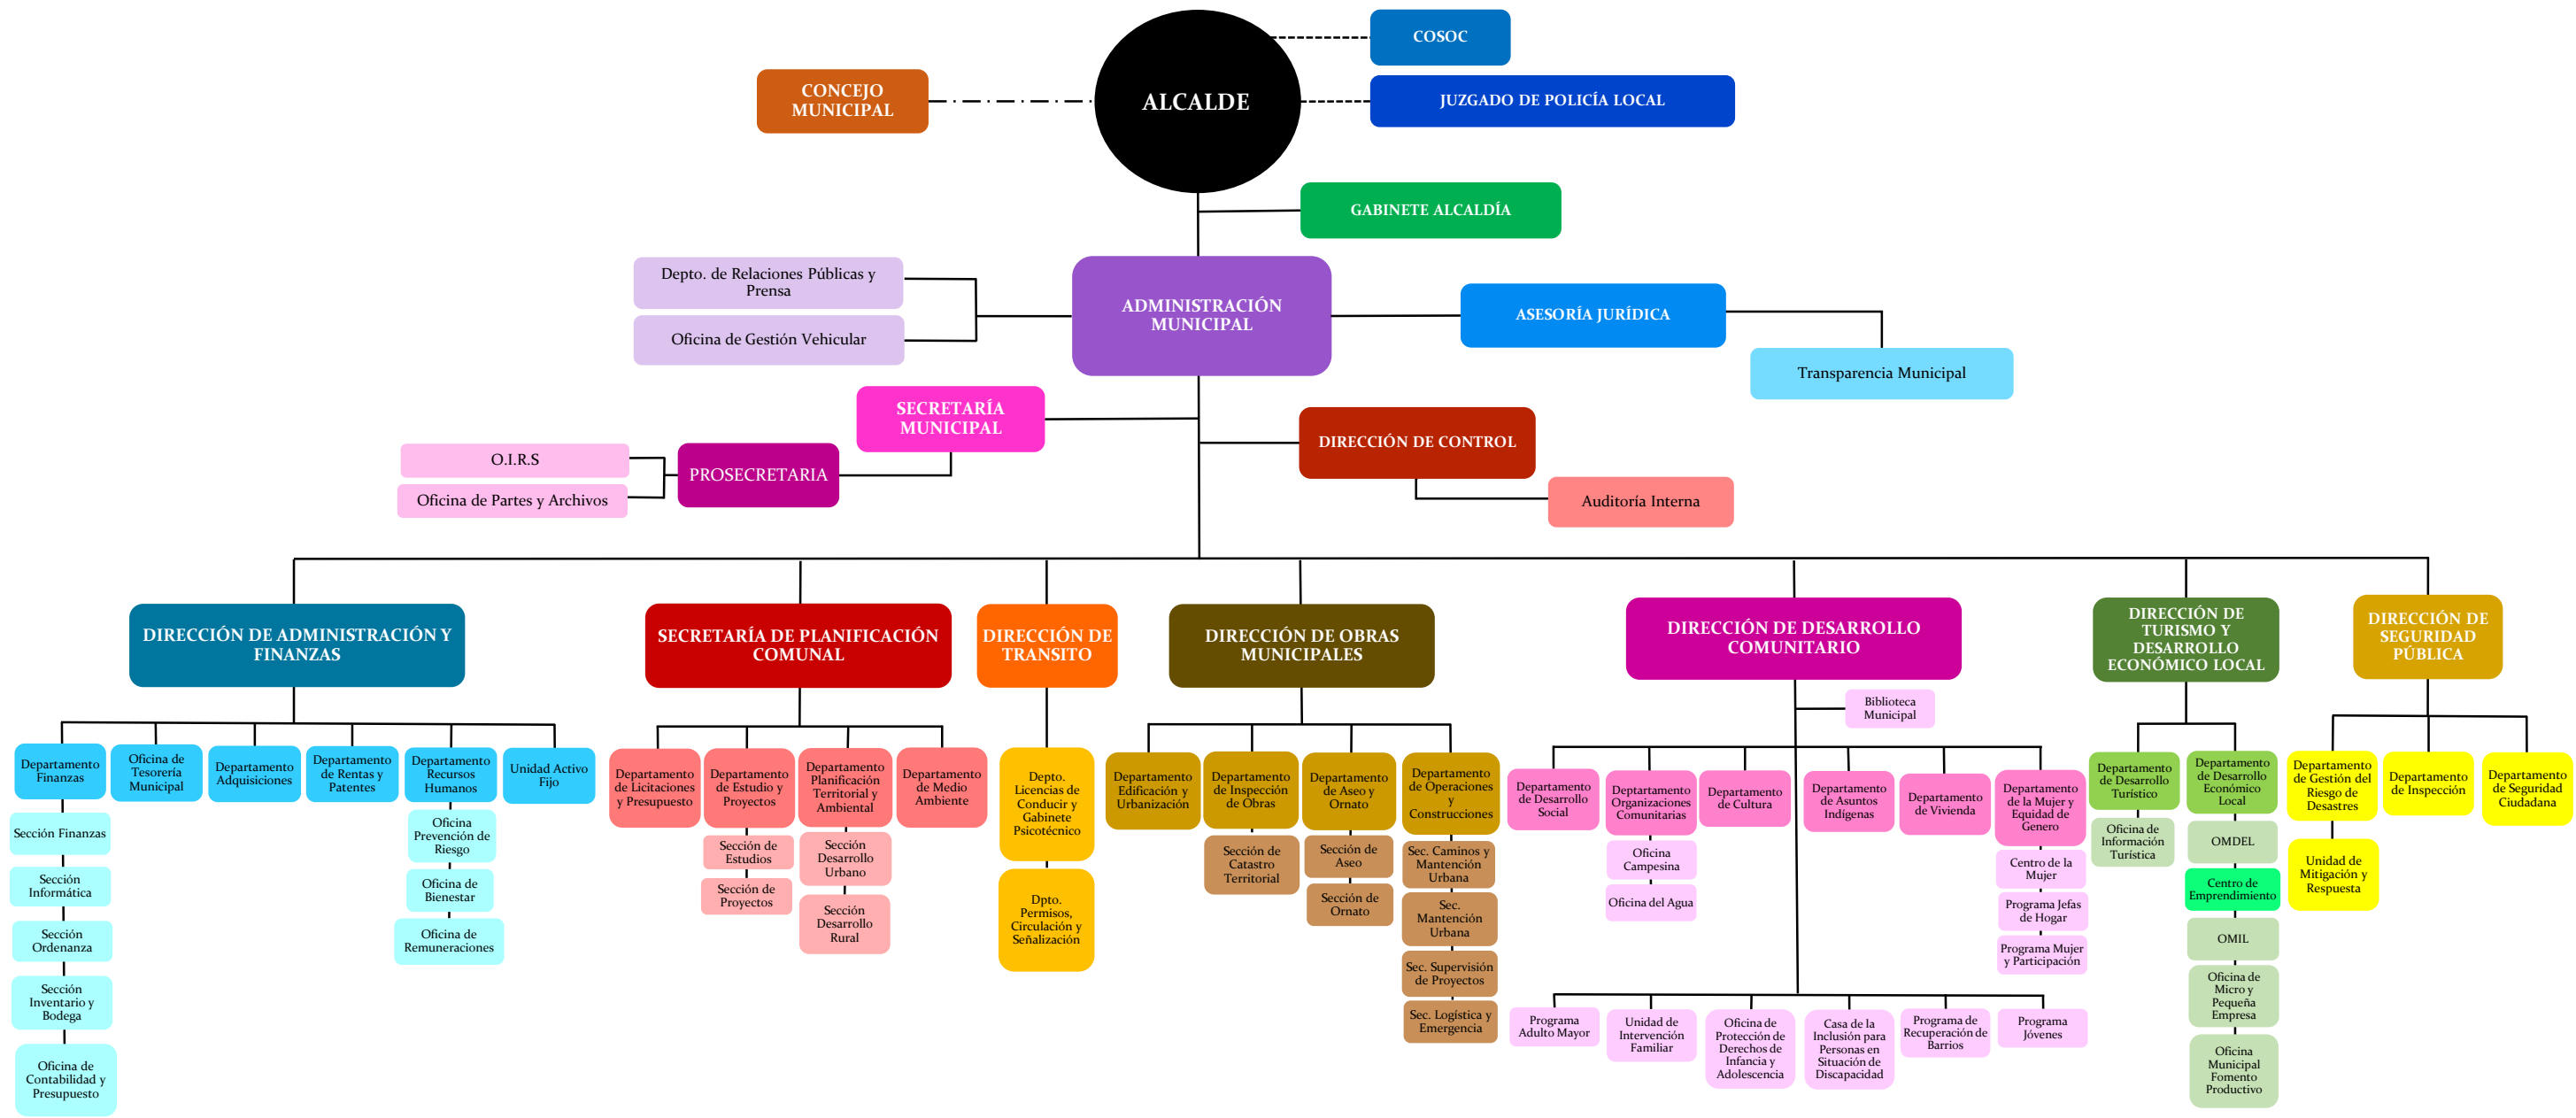 COSOC
CONCEJO
MUNICIPAL
ALCALDE
JUZGADO DE POLICÍA LOCAL
GABINETE ALCALDÍA
Depto. de Relaciones Públicas y
Prensa
Oficina de Gestión Vehicular
ADMINISTRACIÓN
MUNICIPAL
ASESORÍA JURÍDICA
Transparencia Municipal
SECRETARÍA
MUNICIPAL
DIRECCIÓN DE CONTROL
O.I.R.S
Oficina de Partes y Archivos
PROSECRETARIA
Auditoría Interna
DIRECCIÓN DE ADMINISTRACIÓN Y
FINANZAS
SECRETARÍA DE PLANIFICACIÓN
COMUNAL
DIRECCIÓN DE
TRANSITO
DIRECCIÓN DE OBRAS
MUNICIPALES
DIRECCIÓN DE DESARROLLO
COMUNITARIO
DIRECCIÓN DE
TURISMO Y
DESARROLLO
ECONÓMICO LOCAL
DIRECCIÓN DE
SEGURIDAD
PÚBLICA
Departamento
Finanzas
Sección Finanzas
Sección
Informática
Sección
Ordenanza
Sección
Inventario y
Bodega
Oficina de
Contabilidad y
Presupuesto
Oficina de
Tesorería
Municipal
Departamento
Adquisiciones
Departamento
de Rentas y
Patentes
Departamento
Recursos
Humanos
Oficina
Prevención de
Riesgo
Oficina de
Bienestar
Oficina de
Remuneraciones
Unidad Activo
Fijo
Departamento
de Licitaciones
y Presupuesto
Departamento
de Estudio y
Proyectos
Sección de
Estudios
Sección de
Proyectos
Departamento
Planificación
Territorial y
Ambiental
Sección
Desarrollo
Urbano
Sección
Desarrollo
Rural
Departamento
de Medio
Ambiente
Depto.
Licencias de
Conducir y
Gabinete
Psicotécnico
Dpto.
Permisos,
Circulación y
Señalización
Departamento
Edificación y
Urbanización
Departamento
de Inspección
de Obras
Sección de
Catastro
Territorial
Departamento
de Aseo y
Ornato
Sección de
Aseo
Sección de
Ornato
Departamento
de Operaciones
y
Construcciones
Sec. Caminos y
Mantención
Urbana
Sec.
Mantención
Urbana
Sec. Supervisión
de Proyectos
Sec. Logística y
Emergencia
Biblioteca
Municipal
Departamento
de Desarrollo
Social
Deptartamento
Organizaciones
Comunitarias
Oficina
Campesina
Oficina del Agua
Departamento
de Cultura
Departamento
de Asuntos
Indígenas
Departamento
de Vivienda
Departamento
de la Mujer y
Equidad de
Genero
Centro de la
Mujer
Programa Jefas
de Hogar
Programa Mujer
y Participación
Programa
Adulto Mayor
Unidad de
Intervención
Familiar
Oficina de
Protección de
Derechos de
Infancia y
Adolescencia
Casa de la
Inclusión para
Personas en
Situación de
Discapacidad
Programa de
Recuperación de
Barrios
Programa
Jóvenes
Departamento
de Desarrollo
Turístico
Oficina de
Información
Turística
Departamento
de Desarrollo
Económico
Local
OMDEL
Centro de
Emprendimiento
OMIL
Oficina de
Micro y
Pequeña
Empresa
Oficina
Municipal
Fomento
Productivo
Departamento
de Gestión del
Riesgo de
Desastres
Unidad de
Mitigación y
Respuesta
Departamento
de Inspección
Departamento
de Seguridad
Ciudadana